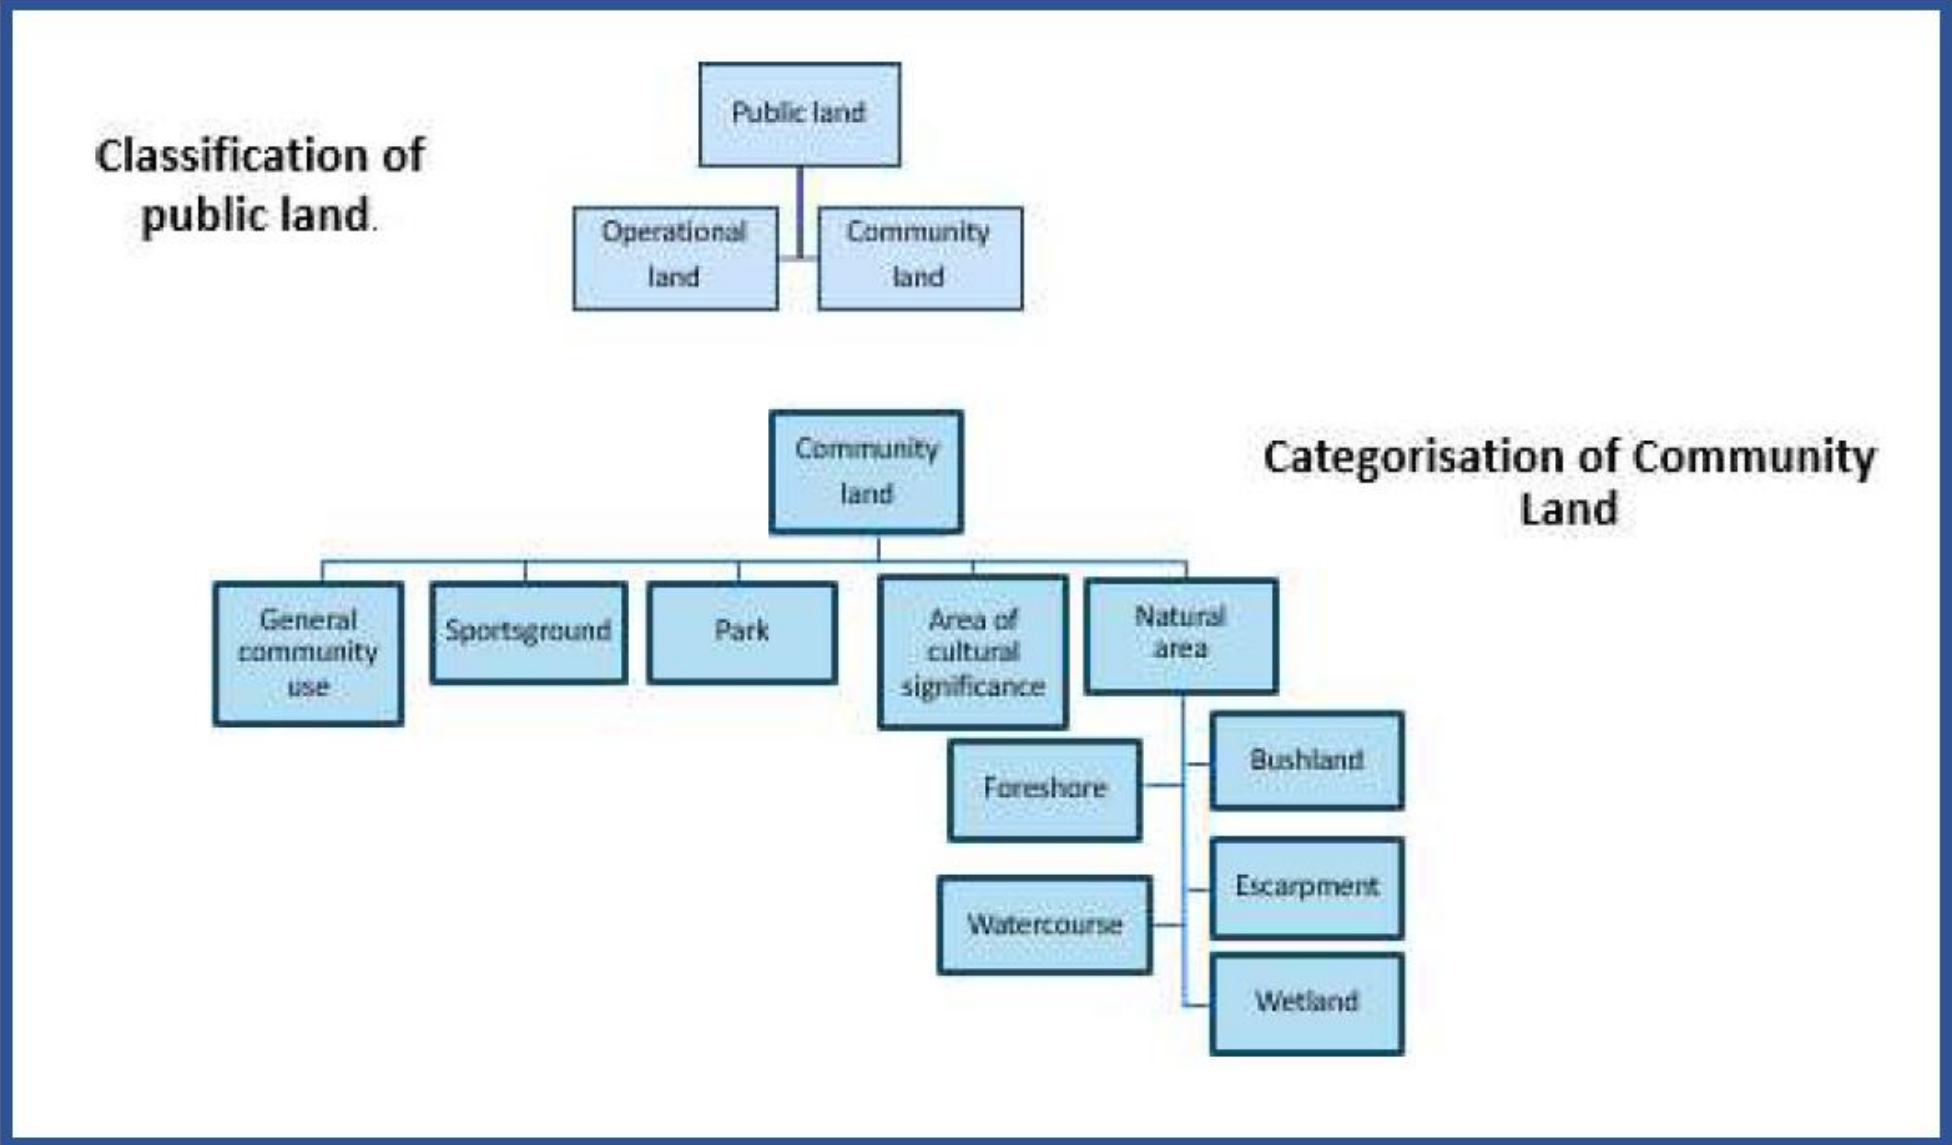 Classification of
public land.
Public land
Operational
land
Community
land
Community
land
Categorisation of Community
Land
General
community
use
Sportsground
Park
Area of
cultural
significance
Natural
area
Foreshore
Bushland
Watercourse
Escarpment
Wetland